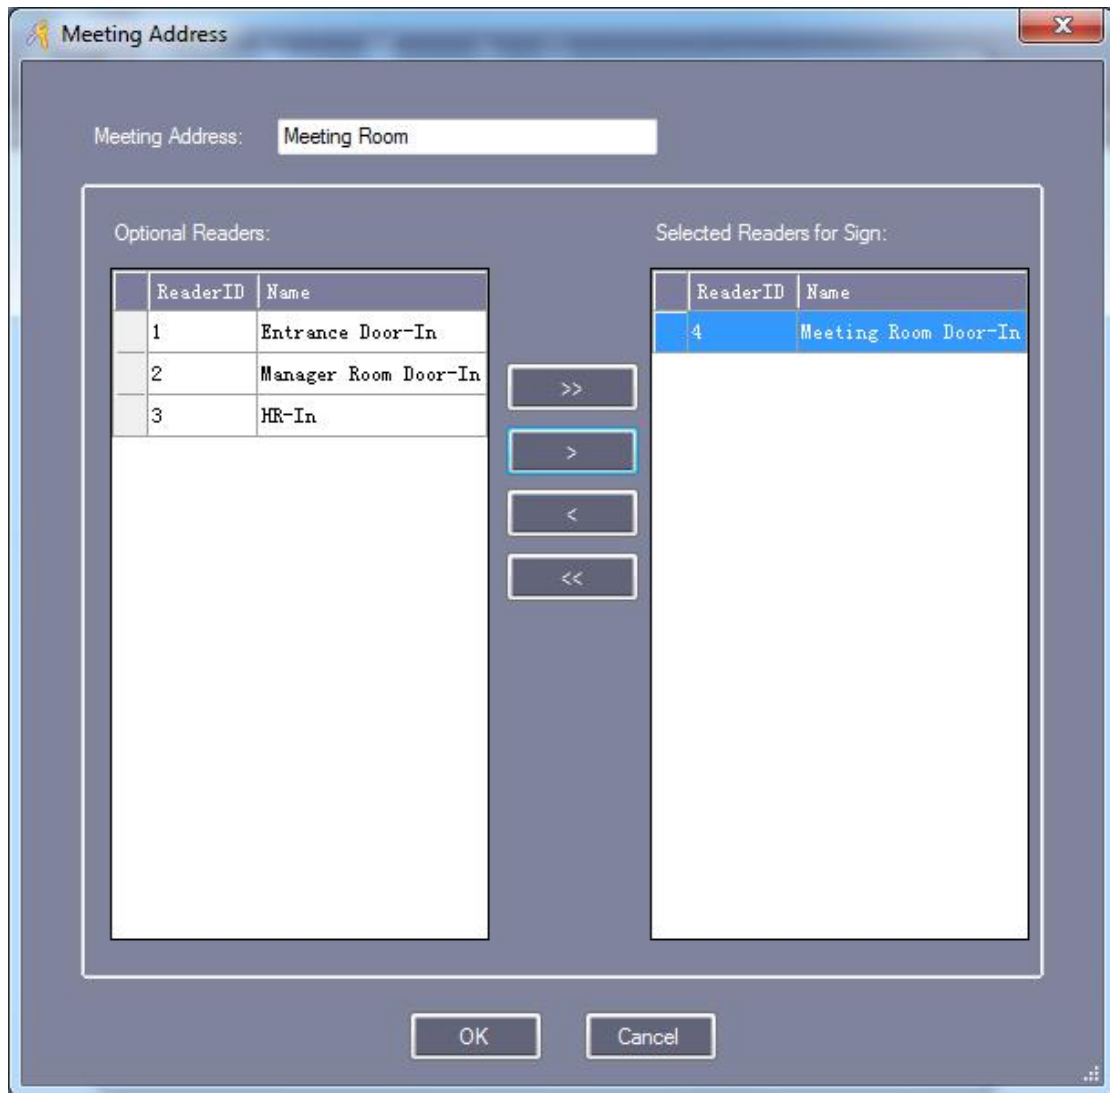 Meeting Address
Meeting Address: Meeting Room
Optional Readers:
Selected Readers for Sign:
ReaderID Name
1 Entrance Door-In
2 Manager Room Door-In
3 HR-In
ReaderID Name
4 Meeting Room Door-In
>>
>
<
<<
OK Cancel